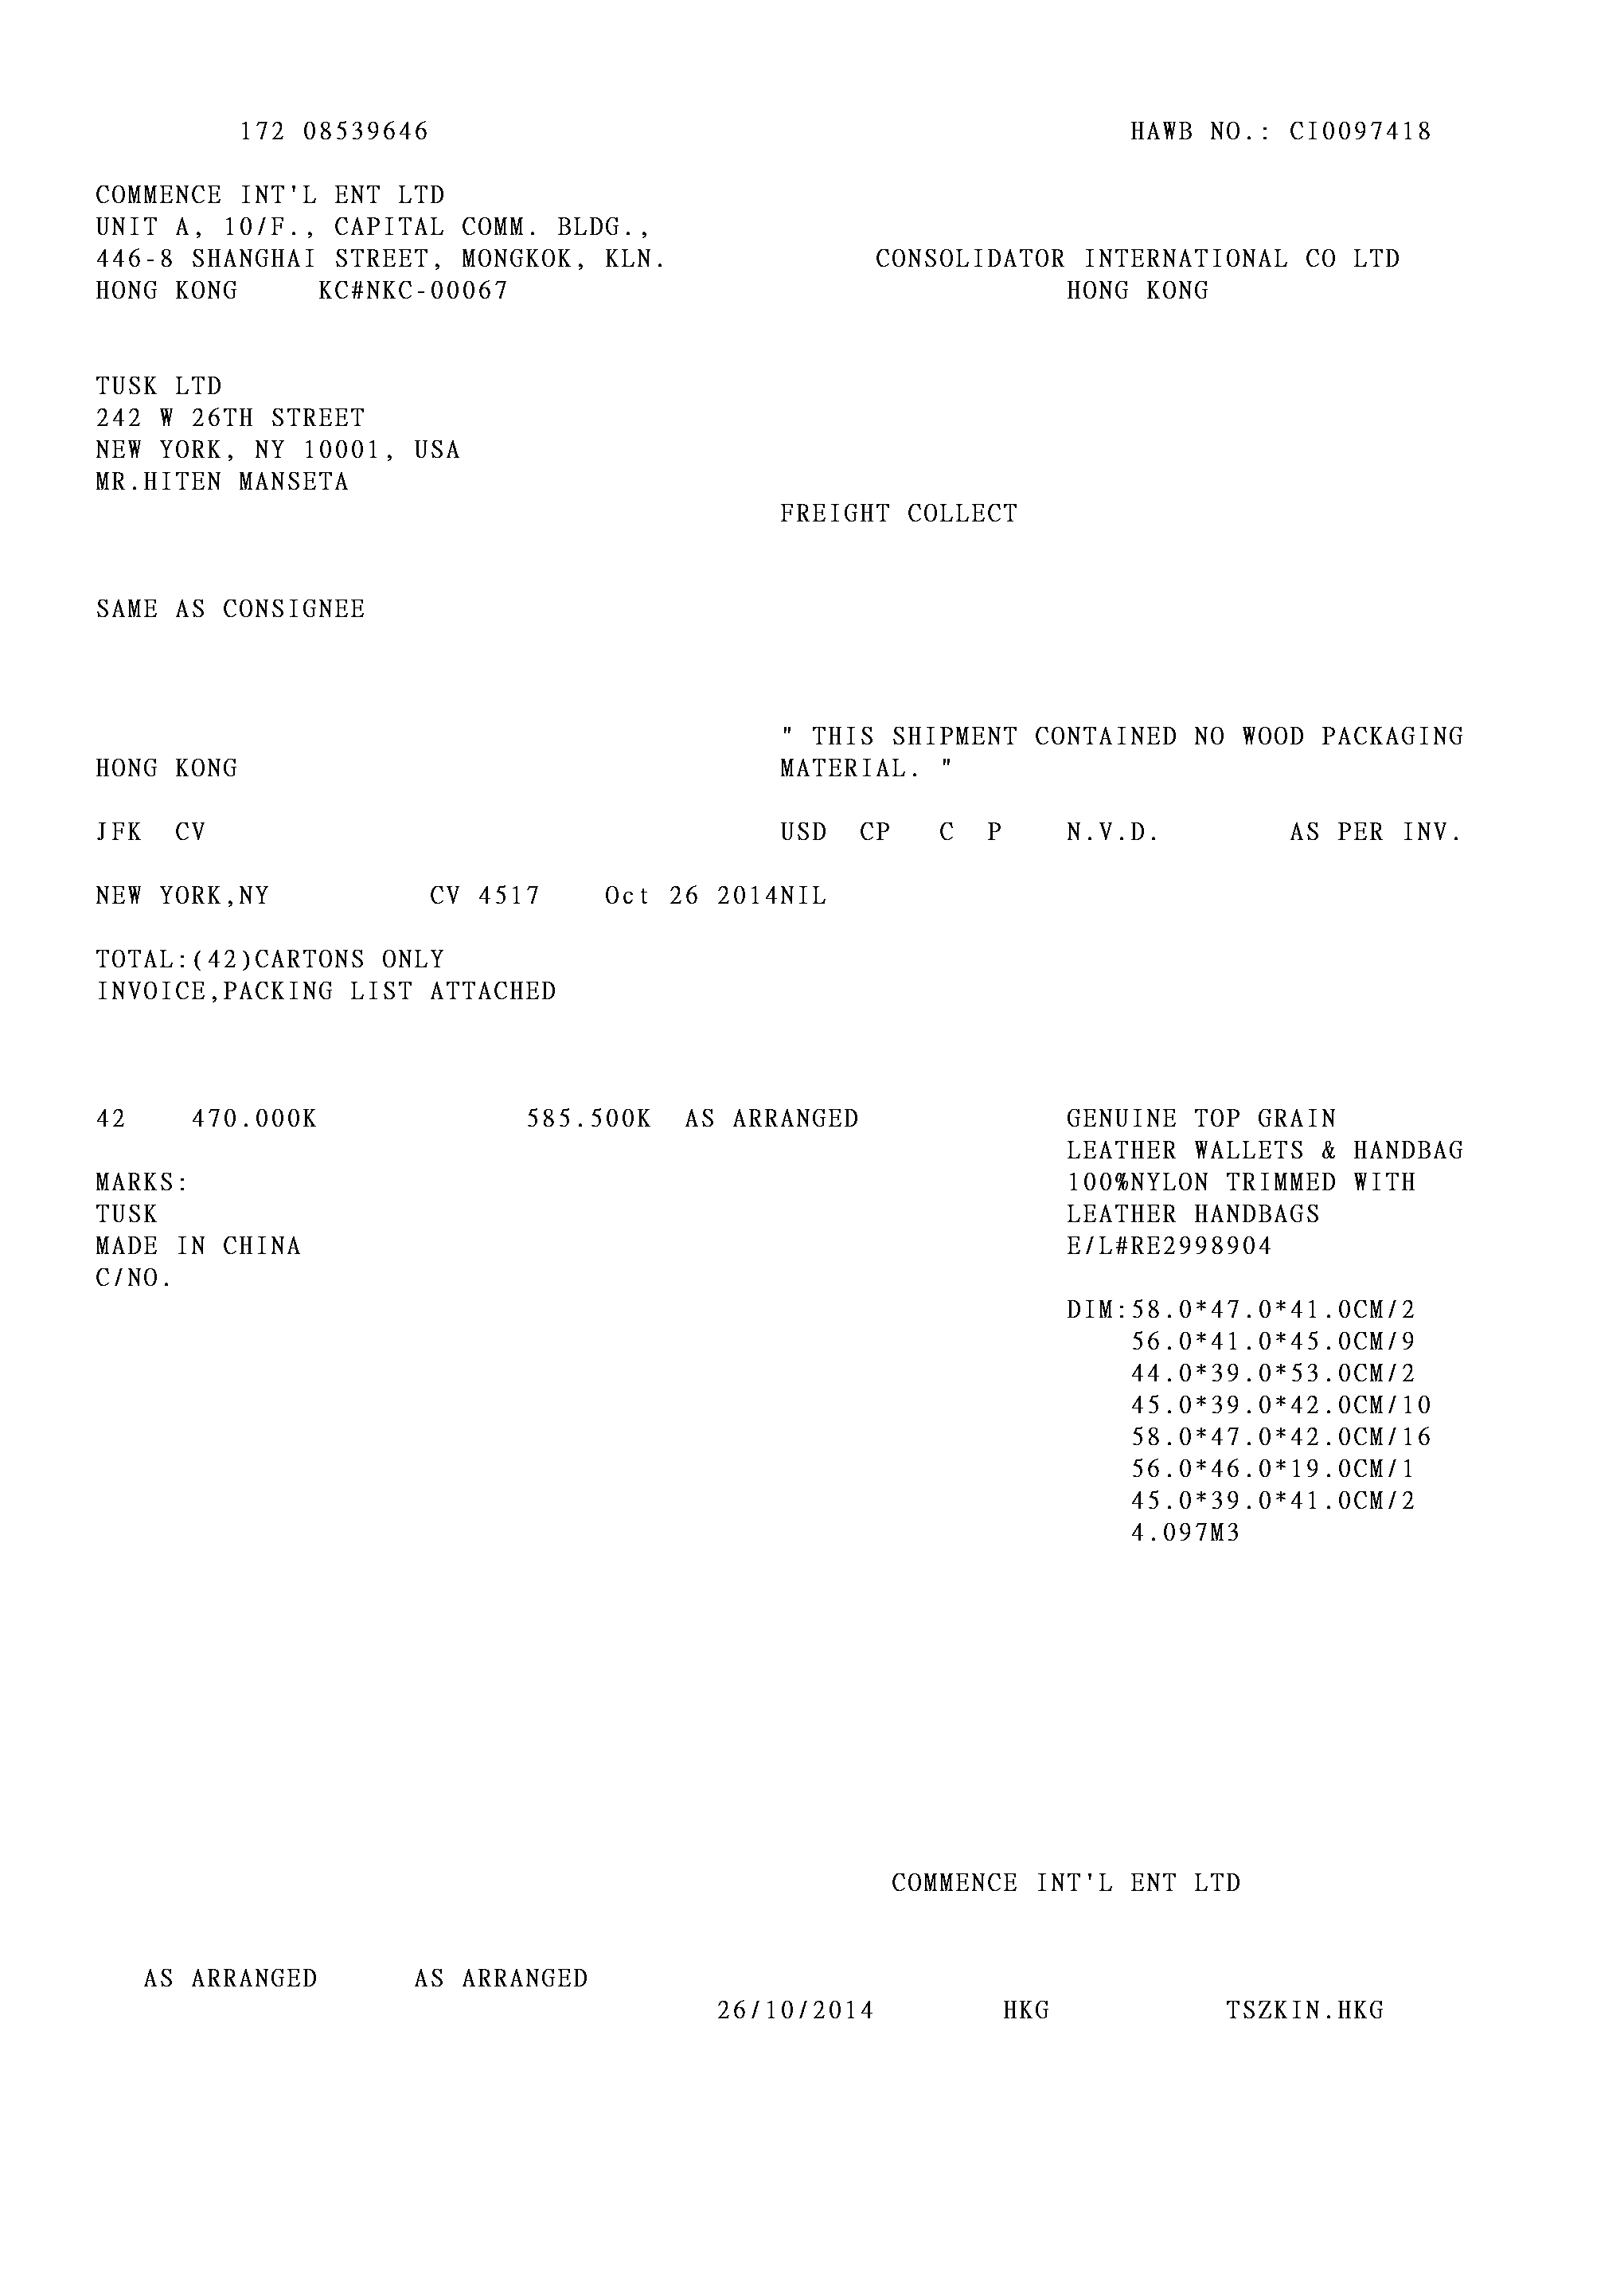 172 08539646 HAWB NO.: CI0097418
COMMENCE INT'L ENT LTD
UNIT A, 10/F., CAPITAL COMM. BLDG.,
446-8 SHANGHAI STREET, MONGKOK, KLN. CONSOLIDATOR INTERNATIONAL CO LTD
HONG KONG KC#NKC-00067 HONG KONG
TUSK LTD
242 W 26TH STREET
NEW YORK, NY 10001, USA
MR.HITEN MANSETA
FREIGHT COLLECT
SAME AS CONSIGNEE
" THIS SHIPMENT CONTAINED NO WOOD PACKAGING
HONG KONG MATERIAL. "
JFK CV USD CP C P N.V.D. AS PER INV.
NEW YORK,NY CV 4517 Oct 26 2014NIL
TOTAL:(42)CARTONS ONLY
INVOICE,PACKING LIST ATTACHED
42 470.000K 585.500K AS ARRANGED GENUINE TOP GRAIN
LEATHER WALLETS & HANDBAG
MARKS: 100%NYLON TRIMMED WITH
TUSK LEATHER HANDBAGS
MADE IN CHINA E/L#RE2998904
C/NO.
DIM:58.0*47.0*41.0CM/2
56.0*41.0*45.0CM/9
44.0*39.0*53.0CM/2
45.0*39.0*42.0CM/10
58.0*47.0*42.0CM/16
56.0*46.0*19.0CM/1
45.0*39.0*41.0CM/2
4.097M3
COMMENCE INT'L ENT LTD
AS ARRANGED AS ARRANGED
26/10/2014 HKG TSZKIN.HKG